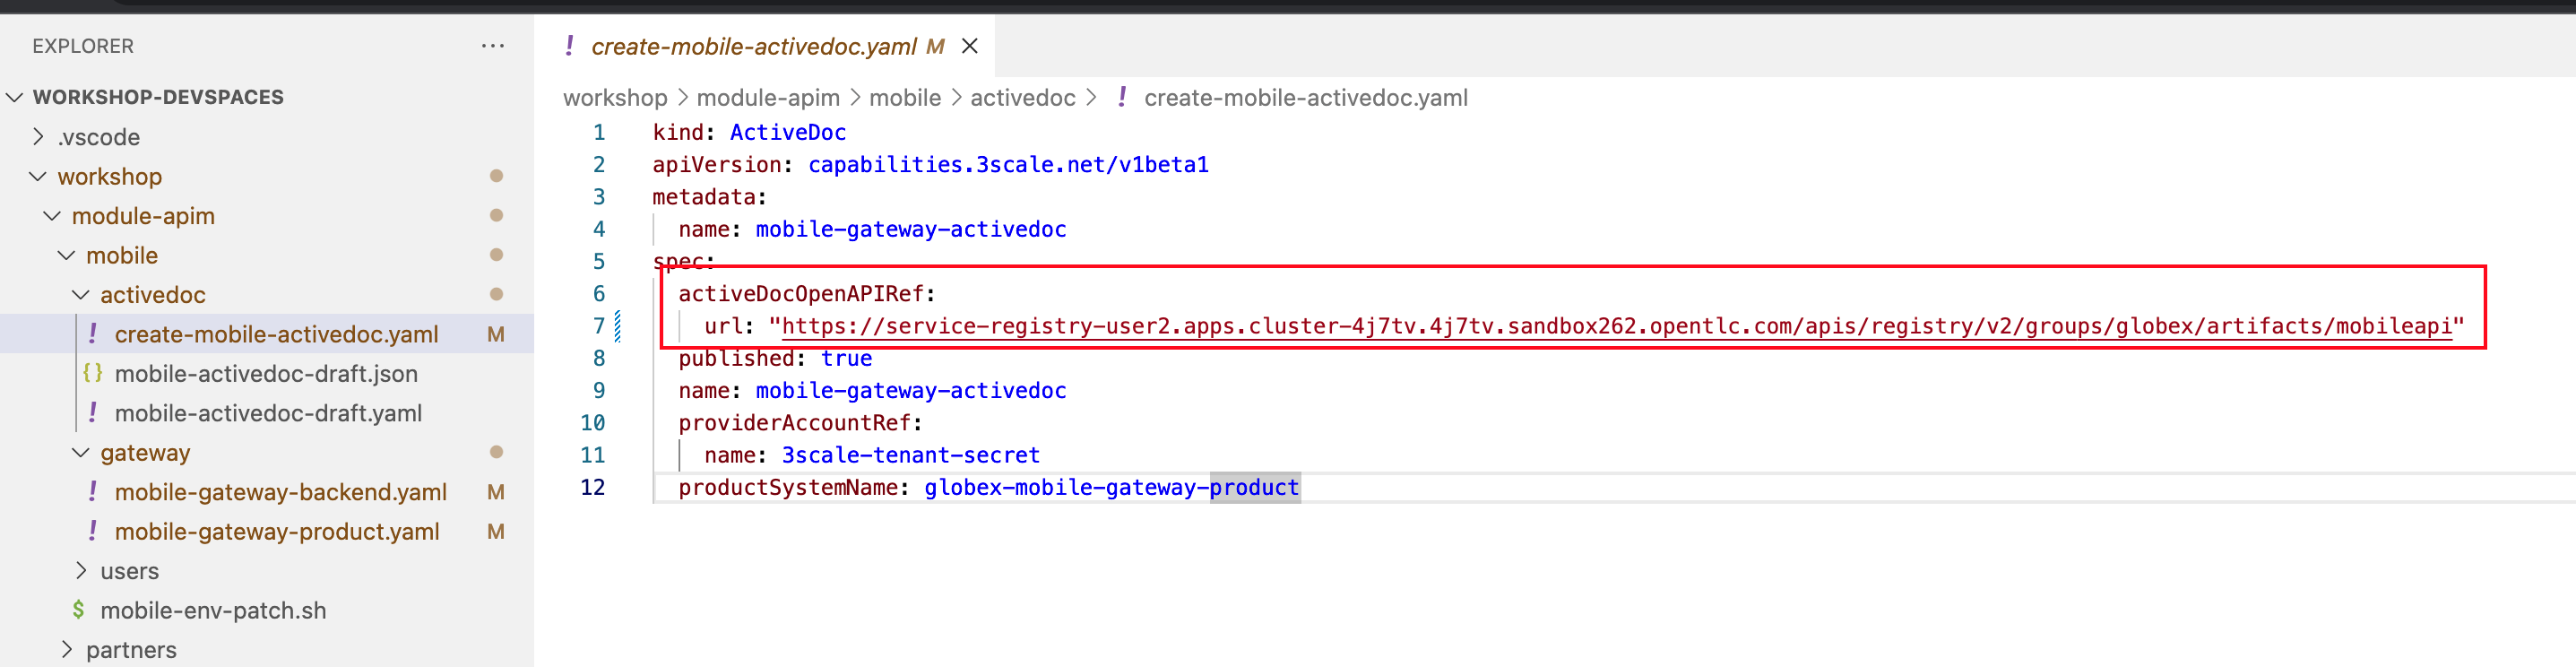 EXPLORER ...
WORKSHOP-DEVSPACES
.vscode
workshop
module-apim
mobile
activedoc
! create-mobile-activedoc.yaml M
{} mobile-activedoc-draft.json
! mobile-activedoc-draft.yaml
gateway
! mobile-gateway-backend.yaml M
! mobile-gateway-product.yaml M
users
$ mobile-env-patch.sh
partners
! create-mobile-activedoc.yaml M
workshop > module-apim > mobile > activedoc > ! create-mobile-activedoc.yaml
1 kind: ActiveDoc
2 apiVersion: capabilities.3scale.net/v1beta1
3 metadata:
4 name: mobile-gateway-activedoc
5 spec:
6 activeDocOpenAPIRef:
7 url: "https://service-registry-user2.apps.cluster-4j7tv.4j7tv.sandbox262.opentlc.com/apis/registry/v2/groups/globex/artifacts/mobileapi"
8 published: true
9 name: mobile-gateway-activedoc
10 providerAccountRef:
11 name: 3scale-tenant-secret
12 productSystemName: globex-mobile-gateway-product